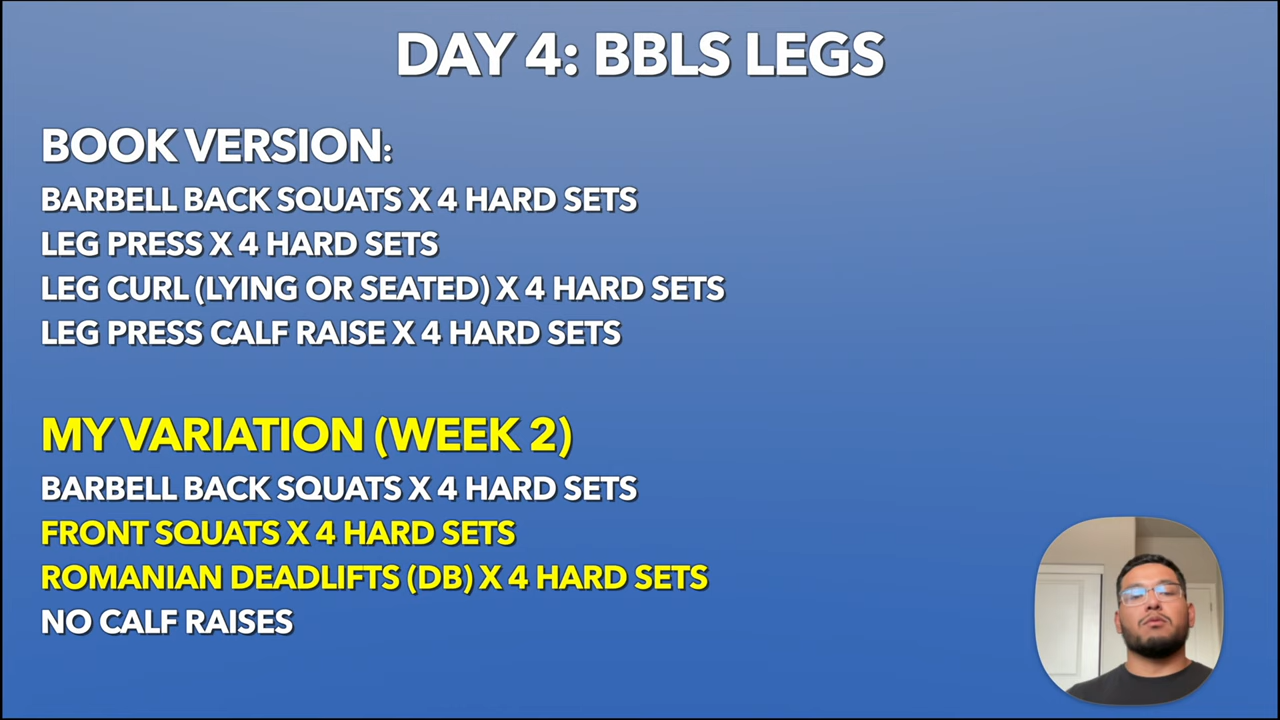 DAY 4: BBLS LEGS
BOOK VERSION:
BARBELL BACK SQUATS X 4 HARD SETS
LEG PRESS X 4 HARD SETS
LEG CURL (LYING OR SEATED) X 4 HARD SETS
LEG PRESS CALF RAISE X 4 HARD SETS
MY VARIATION (WEEK 2)
BARBELL BACK SQUATS X 4 HARD SETS
FRONT SQUATS X 4 HARD SETS
ROMANIAN DEADLIFTS (DB) X 4 HARD SETS
NO CALF RAISES